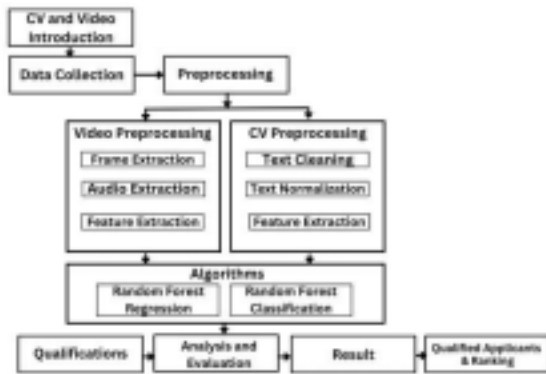 CV and Video
Introduction
Data Collection
Preprocessing
Video Preprocessing
Frame Extraction
Audio Extraction
Feature Extraction
CV Preprocessing
Text Cleaning
Text Normalization
Feature Extraction
Algorithms
Random Forest
Regression
Random Forest
Classification
Qualifications
Analysis and
Evaluation
Result
Qualified Applicants
& Ranking